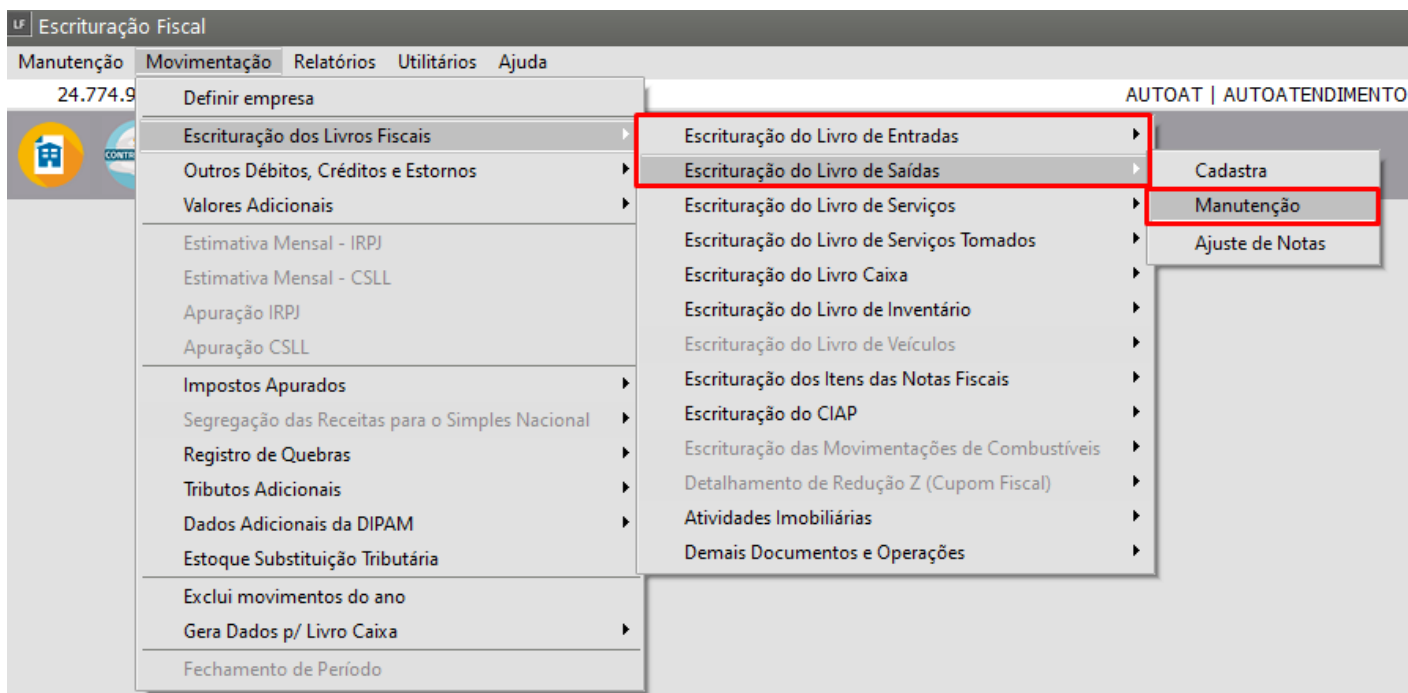 LF Escrituração Fiscal
Manutenção Movimentação Relatórios Utilitários Ajuda
24.774.9
AUTOAT | AUTOATENDIMENTO
Definir empresa
Escrituração dos Livros Fiscais
Outros Débitos, Créditos e Estornos
Valores Adicionais
Estimativa Mensal - IRPJ
Estimativa Mensal - CSLL
Apuração IRPJ
Apuração CSLL
Impostos Apurados
Segregação das Receitas para o Simples Nacional
Registro de Quebras
Tributos Adicionais
Dados Adicionais da DIPAM
Estoque Substituição Tributária
Exclui movimentos do ano
Gera Dados p/ Livro Caixa
Fechamento de Período
Escrituração do Livro de Entradas
Escrituração do Livro de Saídas
Escrituração do Livro de Serviços
Escrituração do Livro de Serviços Tomados
Escrituração do Livro Caixa
Escrituração do Livro de Inventário
Escrituração do Livro de Veículos
Escrituração dos Itens das Notas Fiscais
Escrituração do CIAP
Escrituração das Movimentações de Combustíveis
Detalhamento de Redução Z (Cupom Fiscal)
Atividades Imobiliárias
Demais Documentos e Operações
Cadastra
Manutenção
Ajuste de Notas